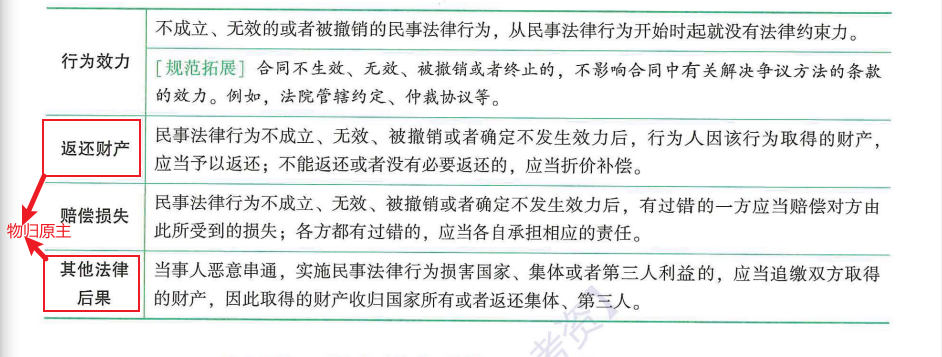 行为效力
不成立、无效的或者被撤销的民事法律行为，从民事法律行为开始时起就没有法律约束力。
［规范拓展］合同不生效、无效、被撤销或者终止的，不影响合同中有关解决争议方法的条款
的效力。例如，法院管辖约定、仲裁协议等。
返还财产
民事法律行为不成立、无效、被撤销或者确定不发生效力后，行为人因该行为取得的财产，
应当予以返还；不能返还或者没有必要返还的，应当折价补偿。
赔偿损失
民事法律行为不成立、无效、被撤销或者确定不发生效力后，有过错的一方应当赔偿对方由
此所受到的损失；各方都有过错的，应当各自承担相应的责任。
物归原主
其他法律
后果
当事人恶意串通，实施民事法律行为损害国家、集体或者第三人利益的，应当追缴双方取得
的财产，因此取得的财产收归国家所有或者返还集体、第三人。
考资】